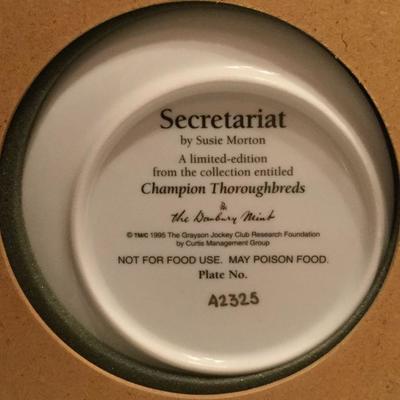 Secretariat
by Susie Morton
A limited-edition
from the collection entitled
Champion Thoroughbreds
&
the Danbury Mint
© TM/C 1995 The Grayson Jockey Club Research Foundation
by Curtis Management Group
NOT FOR FOOD USE. MAY POISON FOOD.
Plate No.
A2325